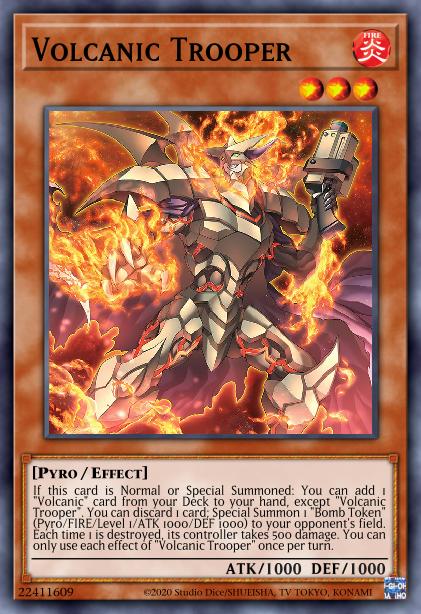 VOLCANIC TROOPER
FIRE
炎
[PYRO / EFFECT]
If this card is Normal or Special Summoned: You can add 1
"Volcanic" card from your Deck to your hand, except "Volcanic
Trooper". You can discard 1 card; Special Summon 1 "Bomb Token"
(Pyro/FIRE/Level 1/ATK 1000/DEF 1000) to your opponent's field.
Each time 1 is destroyed, its controller takes 500 damage. You can
only use each effect of "Volcanic Trooper" once per turn.
ATK/1000 DEF/1000
22411609
©2020 Studio Dice/SHUEISHA, TV TOKYO, KONAMI